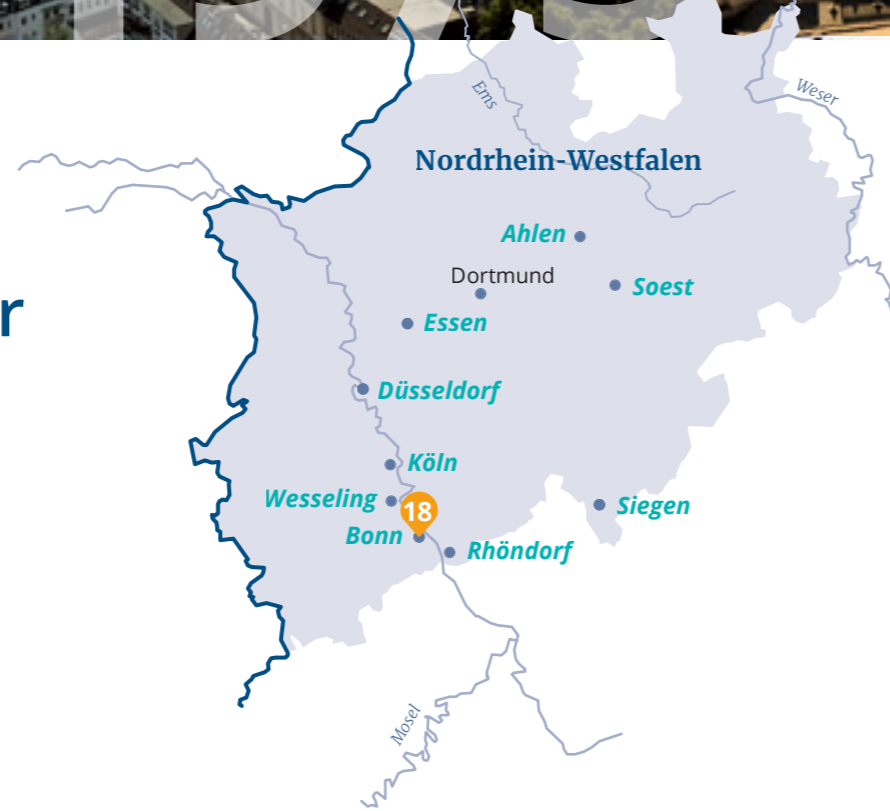 Ems
Weser
Nordrhein-Westfalen
Ahlen
Dortmund
Soest
r
Essen
Düsseldorf
Köln
Wesseling
18
Siegen
Bonn
Rhöndorf
Mosel